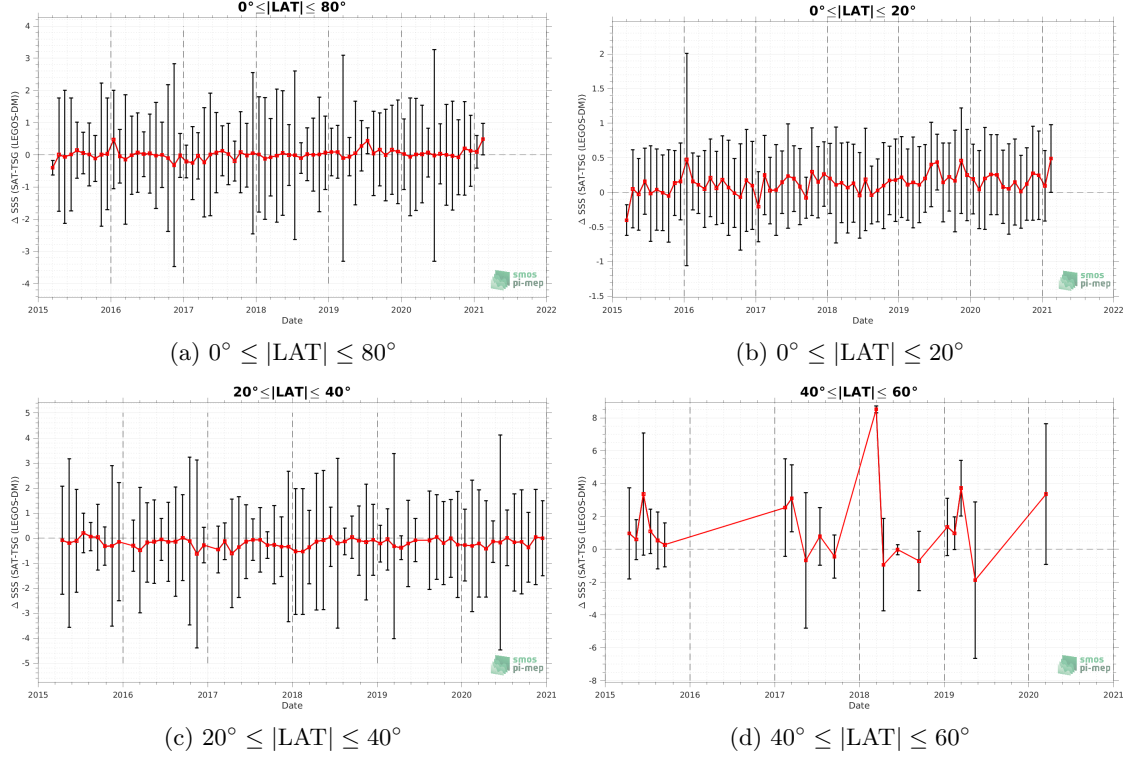 0°≤|LAT|≤ 80°
Δ SSS (SAT-TSG (LEGOS-DM))
4
3
2
1
0
-1
-2
-3
-4
2015 2016 2017 2018 2019 2020 2021 2022
Date
smos
pi-mep
(a) 0° ≤ |LAT| ≤ 80°
0°≤|LAT|≤ 20°
Δ SSS (SAT-TSG (LEGOS-DM))
2
1.5
1
0.5
0
-0.5
-1
-1.5
2015 2016 2017 2018 2019 2020 2021 2022
Date
smos
pi-mep
(b) 0° ≤ |LAT| ≤ 20°
20°≤|LAT|≤ 40°
Δ SSS (SAT-TSG (LEGOS-DM))
5
4
3
2
1
0
-1
-2
-3
-4
-5
2015 2016 2017 2018 2019 2020 2021
Date
smos
pi-mep
(c) 20° ≤ |LAT| ≤ 40°
40°≤|LAT|≤ 60°
Δ SSS (SAT-TSG (LEGOS-DM))
8
6
4
2
0
-2
-4
-6
-8
2015 2016 2017 2018 2019 2020 2021
Date
smos
pi-mep
(d) 40° ≤ |LAT| ≤ 60°